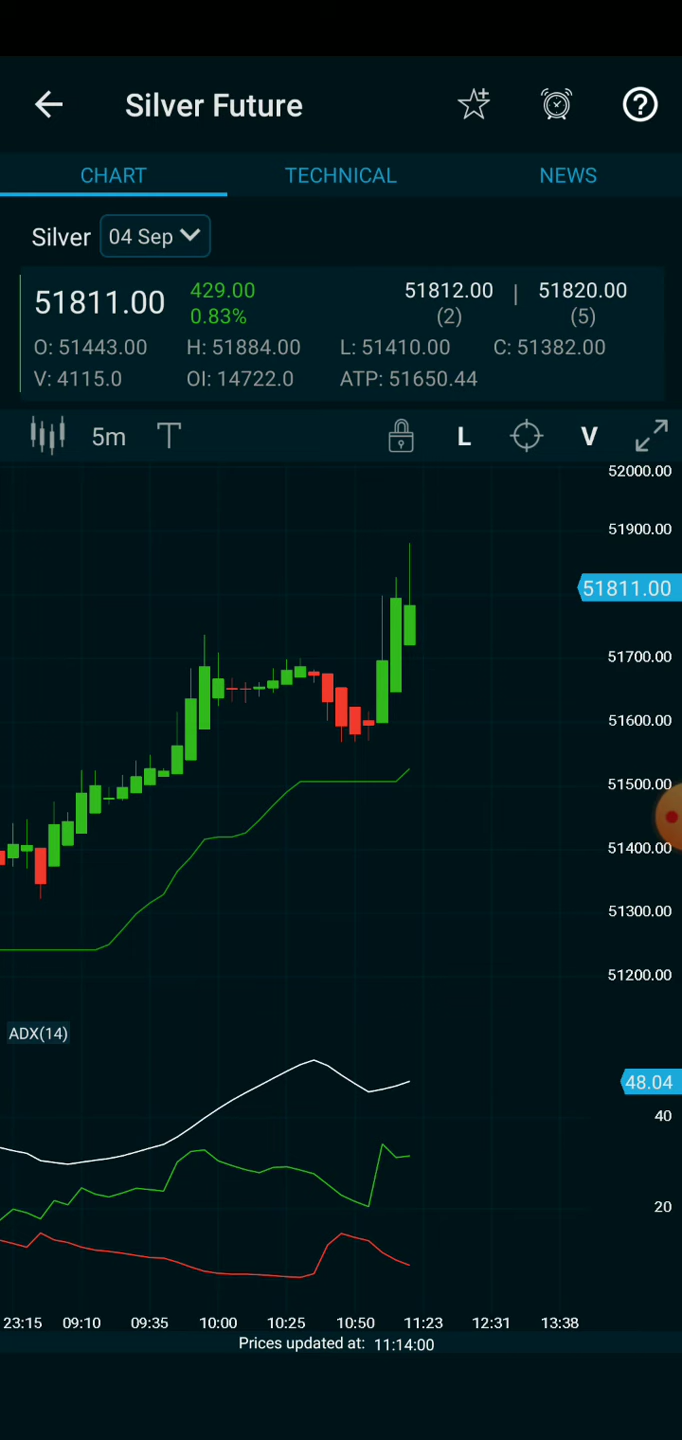 Silver Future
CHART TECHNICAL NEWS
Silver 04 Sep
51811.00 429.00 0.83% 51812.00 (2) | 51820.00 (5)
O: 51443.00 H: 51884.00 L: 51410.00 C: 51382.00
V: 4115.0 OI: 14722.0 ATP: 51650.44
5m T L V
52000.00
51900.00
51811.00
51700.00
51600.00
51500.00
51400.00
51300.00
51200.00
ADX(14)
48.04
40
20
23:15 09:10 09:35 10:00 10:25 10:50 11:23 12:31 13:38
Prices updated at: 11:14:00